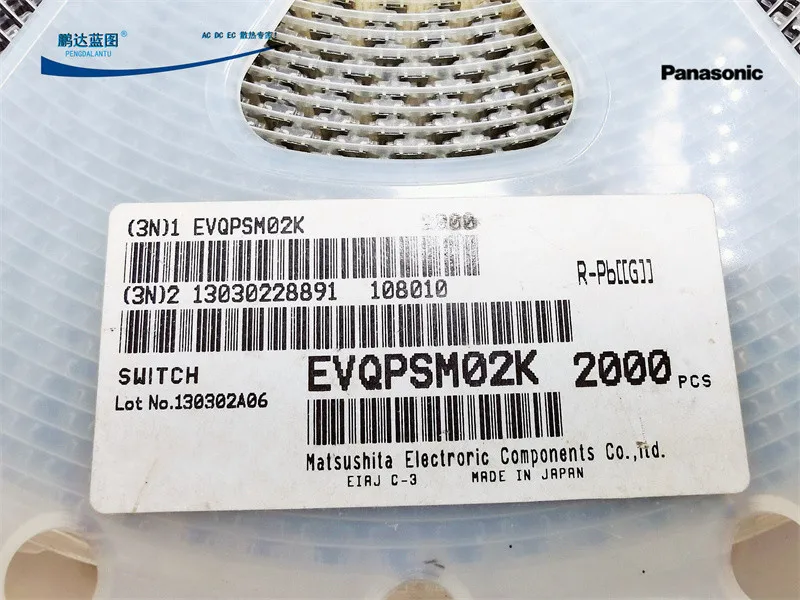 鹏达蓝图®
PENGDALANTU
AC DC EC 散热专家
Panasonic
(3N)1 EVQPSM02K 2000
R-Pb[[G]]
(3N)2 13030228891 108010
SWITCH
EVQPSM02K 2000 PCS
Lot No.130302A06
Matsushita Electroric Components Co.,ltd.
EIAJ C-3 MADE IN JAPAN